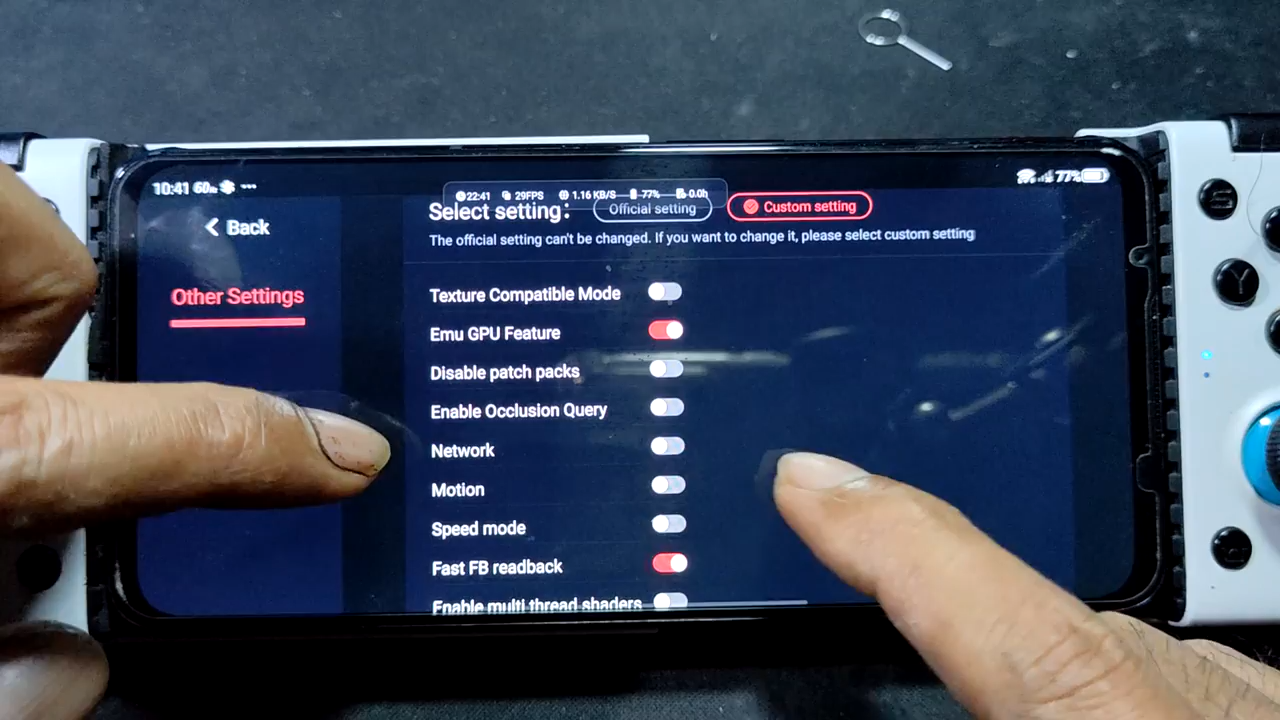 10:41 60Hz ...
22:41 29FPS 1.16 KB/S 77% 0.0h
77%
Back
Select setting:
Official setting
Custom setting
The official setting can't be changed. If you want to change it, please select custom setting
Other Settings
Texture Compatible Mode
Emu GPU Feature
Disable patch packs
Enable Occlusion Query
Network
Motion
Speed mode
Fast FB readback
Enable multi thread shaders
Y